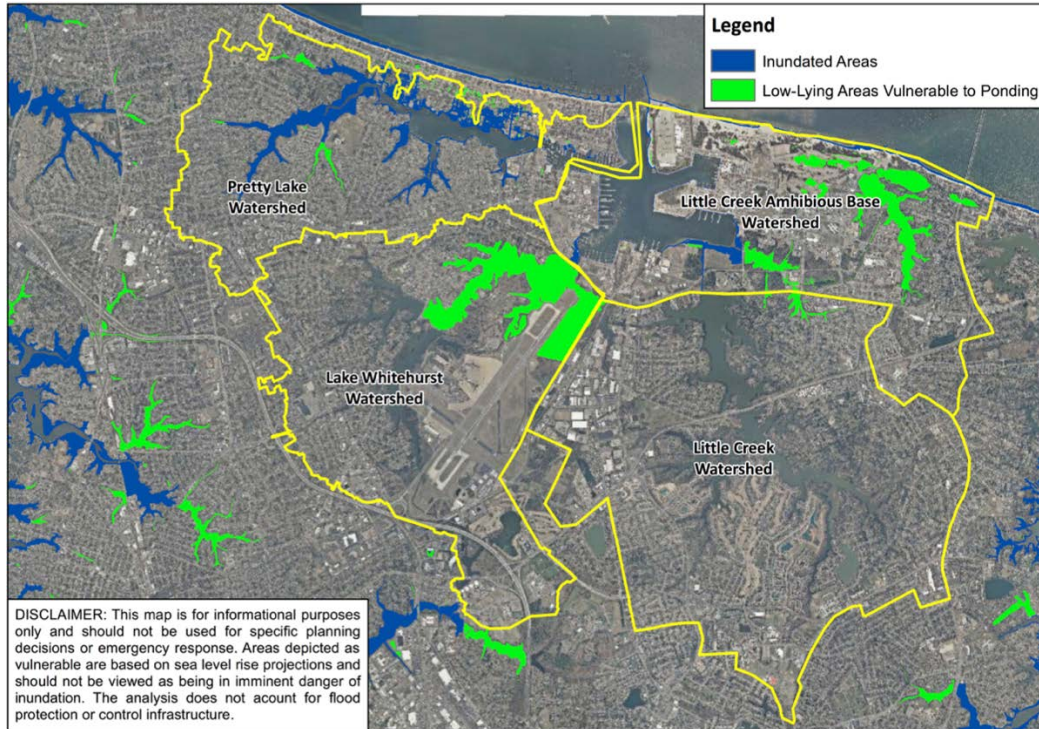 Legend
Inundated Areas
Low-Lying Areas Vulnerable to Ponding
Pretty Lake
Watershed
Little Creek Amhibious Base
Watershed
Lake Whitehurst
Watershed
Little Creek
Watershed
DISCLAIMER: This map is for informational purposes
only and should not be used for specific planning
decisions or emergency response. Areas depicted as
vulnerable are based on sea level rise projections and
should not be viewed as being in imminent danger of
inundation. The analysis does not acount for flood
protection or control infrastructure.